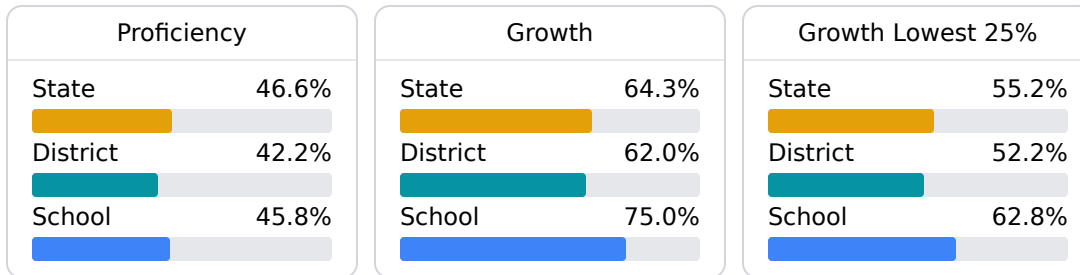 Proficiency
State 46.6%
District 42.2%
School 45.8%
Growth
State 64.3%
District 62.0%
School 75.0%
Growth Lowest 25%
State 55.2%
District 52.2%
School 62.8%